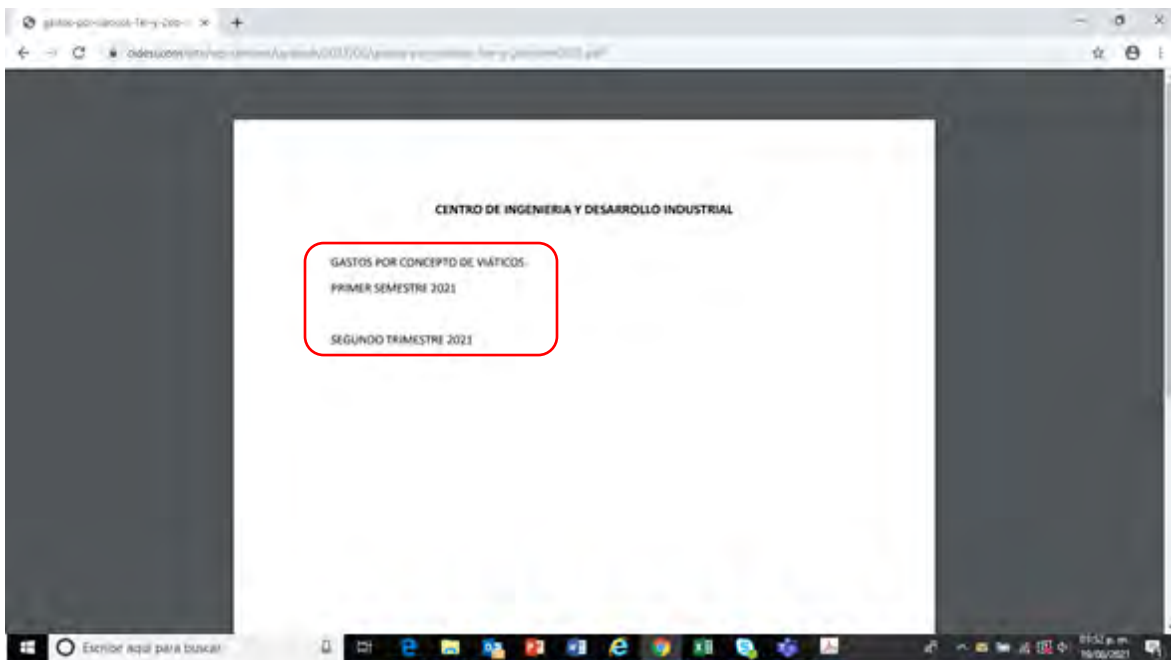 CENTRO DE INGENIERIA Y DESARROLLO INDUSTRIAL
GASTOS POR CONCEPTO DE VIÁTICOS
PRIMER SEMESTRE 2021
SEGUNDO TRIMESTRE 2021
Escribe aquí para buscar